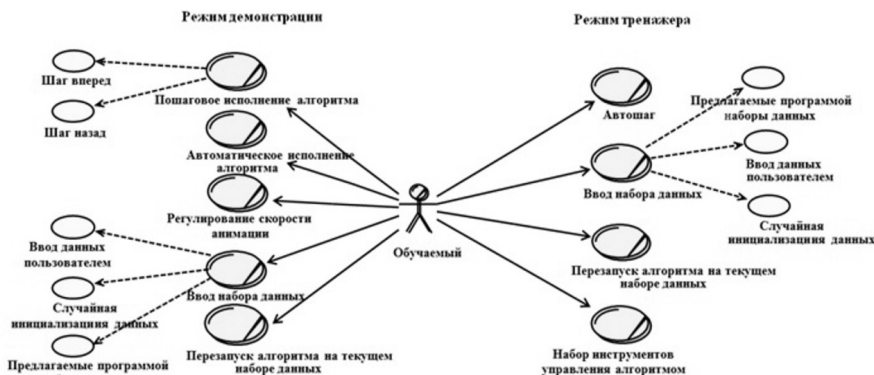 Режим демонстрации
Режим тренажера
Шаг вперед
Шаг назад
Пошаговое исполнение алгоритма
Автоматическое исполнение
алгоритма
Регулирование скорости
анимации
Ввод данных
пользователем
Случайная
инициализациия данных
Предлагаемые программой
Ввод набора данных
Перезапуск алгоритма на текущем
наборе данных
Обучаемый
Автошаг
Ввод набора данных
Предлагаемые программой
наборы данных
Ввод данных
пользователем
Случайная
инициализациия данных
Перезапуск алгоритма на текущем
наборе данных
Набор инструментов
управления алгоритмом